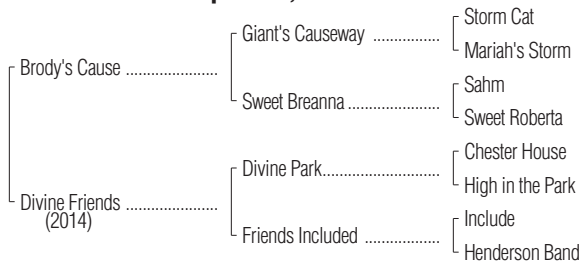 Storm Cat
Giant's Causeway ..................
Mariah's Storm
Brody's Cause ........................
Sahm
Sweet Breanna ........................
Sweet Roberta
Chester House
Divine Park..............................
High in the Park
Divine Friends ........................
(2014)
Include
Friends Included ....................
Henderson Band